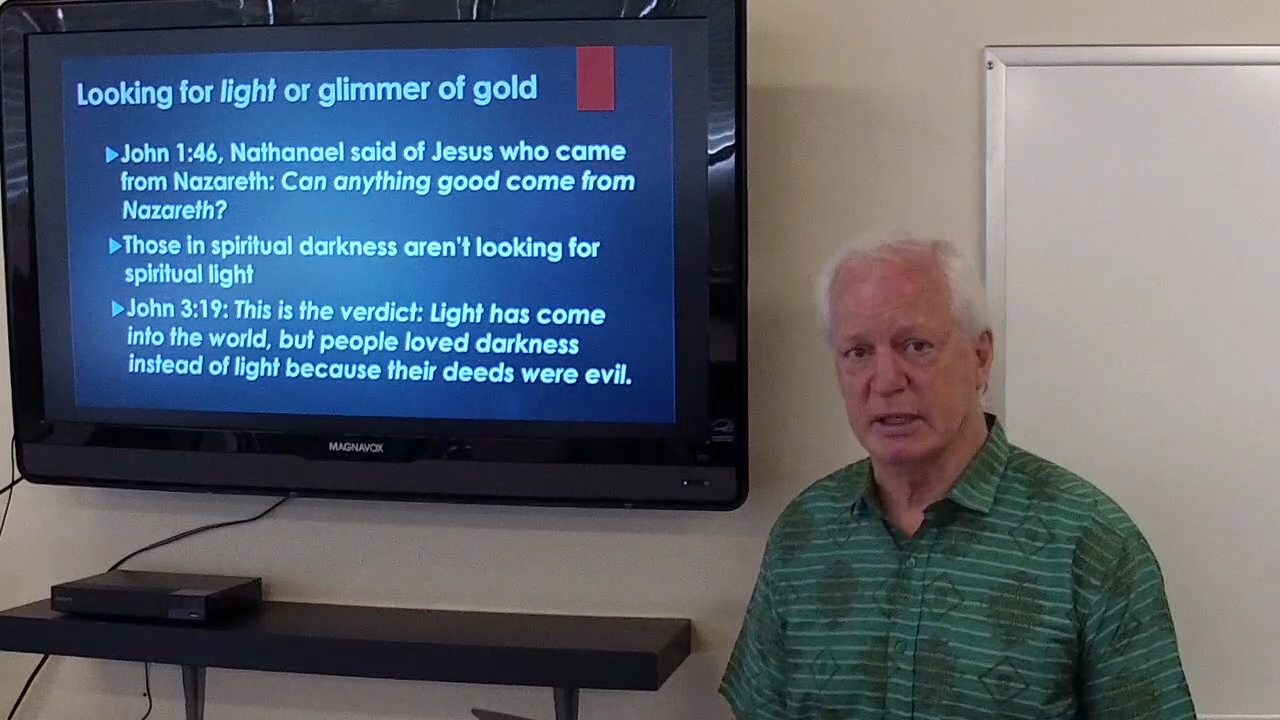 Looking for light or glimmer of gold
John 1:46, Nathanael said of Jesus who came
from Nazareth: Can anything good come from
Nazareth?
Those in spiritual darkness aren't looking for
spiritual light
John 3:19: This is the verdict: Light has come
into the world, but people loved darkness
instead of light because their deeds were evil.
MAGNAVOX